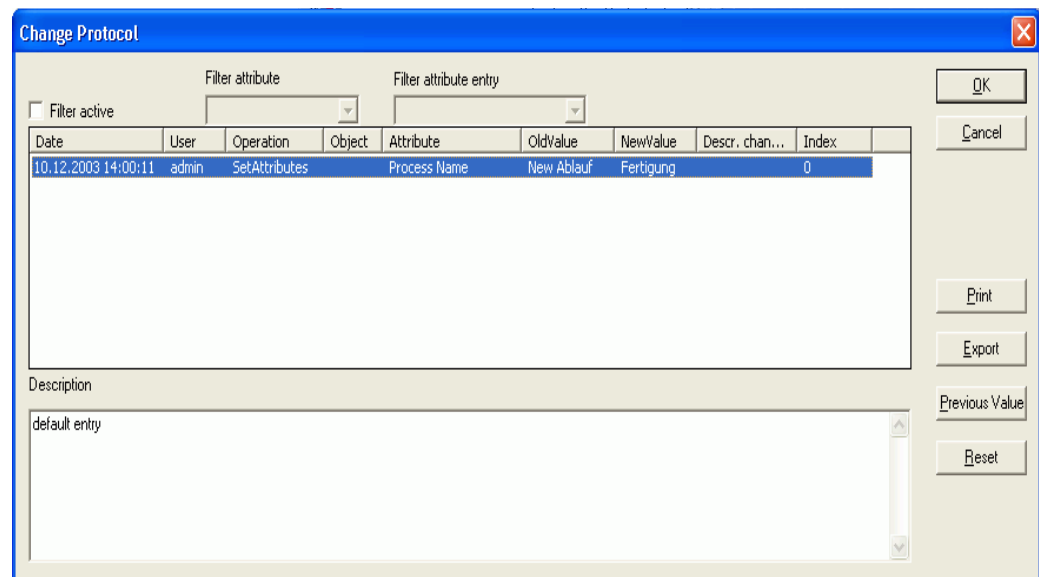 Change Protocol
Filter attribute
Filter attribute entry
OK
Filter active
Cancel
Date User Operation Object Attribute OldValue NewValue Descr. chan... Index
10.12.2003 14:00:11 admin SetAttributes Process Name New Ablauf Fertigung 0
Print
Export
Description
Previous Value
default entry
Reset